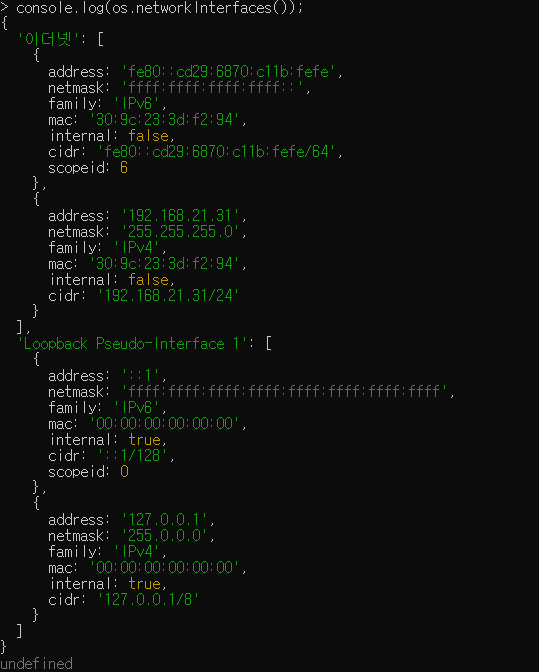 > console.log(os.networkInterfaces());
{
  '이더넷': [
    {
      address: 'fe80::cd29:6870:c11b:fefe',
      netmask: 'ffff:ffff:ffff:ffff::',
      family: 'IPv6',
      mac: '30:9c:23:3d:f2:94',
      internal: false,
      cidr: 'fe80::cd29:6870:c11b:fefe/64',
      scopeid: 6
    },
    {
      address: '192.168.21.31',
      netmask: '255.255.255.0',
      family: 'IPv4',
      mac: '30:9c:23:3d:f2:94',
      internal: false,
      cidr: '192.168.21.31/24'
    }
  ],
  'Loopback Pseudo-Interface 1': [
    {
      address: '::1',
      netmask: 'ffff:ffff:ffff:ffff:ffff:ffff:ffff:ffff',
      family: 'IPv6',
      mac: '00:00:00:00:00:00',
      internal: true,
      cidr: '::1/128',
      scopeid: 0
    },
    {
      address: '127.0.0.1',
      netmask: '255.0.0.0',
      family: 'IPv4',
      mac: '00:00:00:00:00:00',
      internal: true,
      cidr: '127.0.0.1/8'
    }
  ]
}
undefined